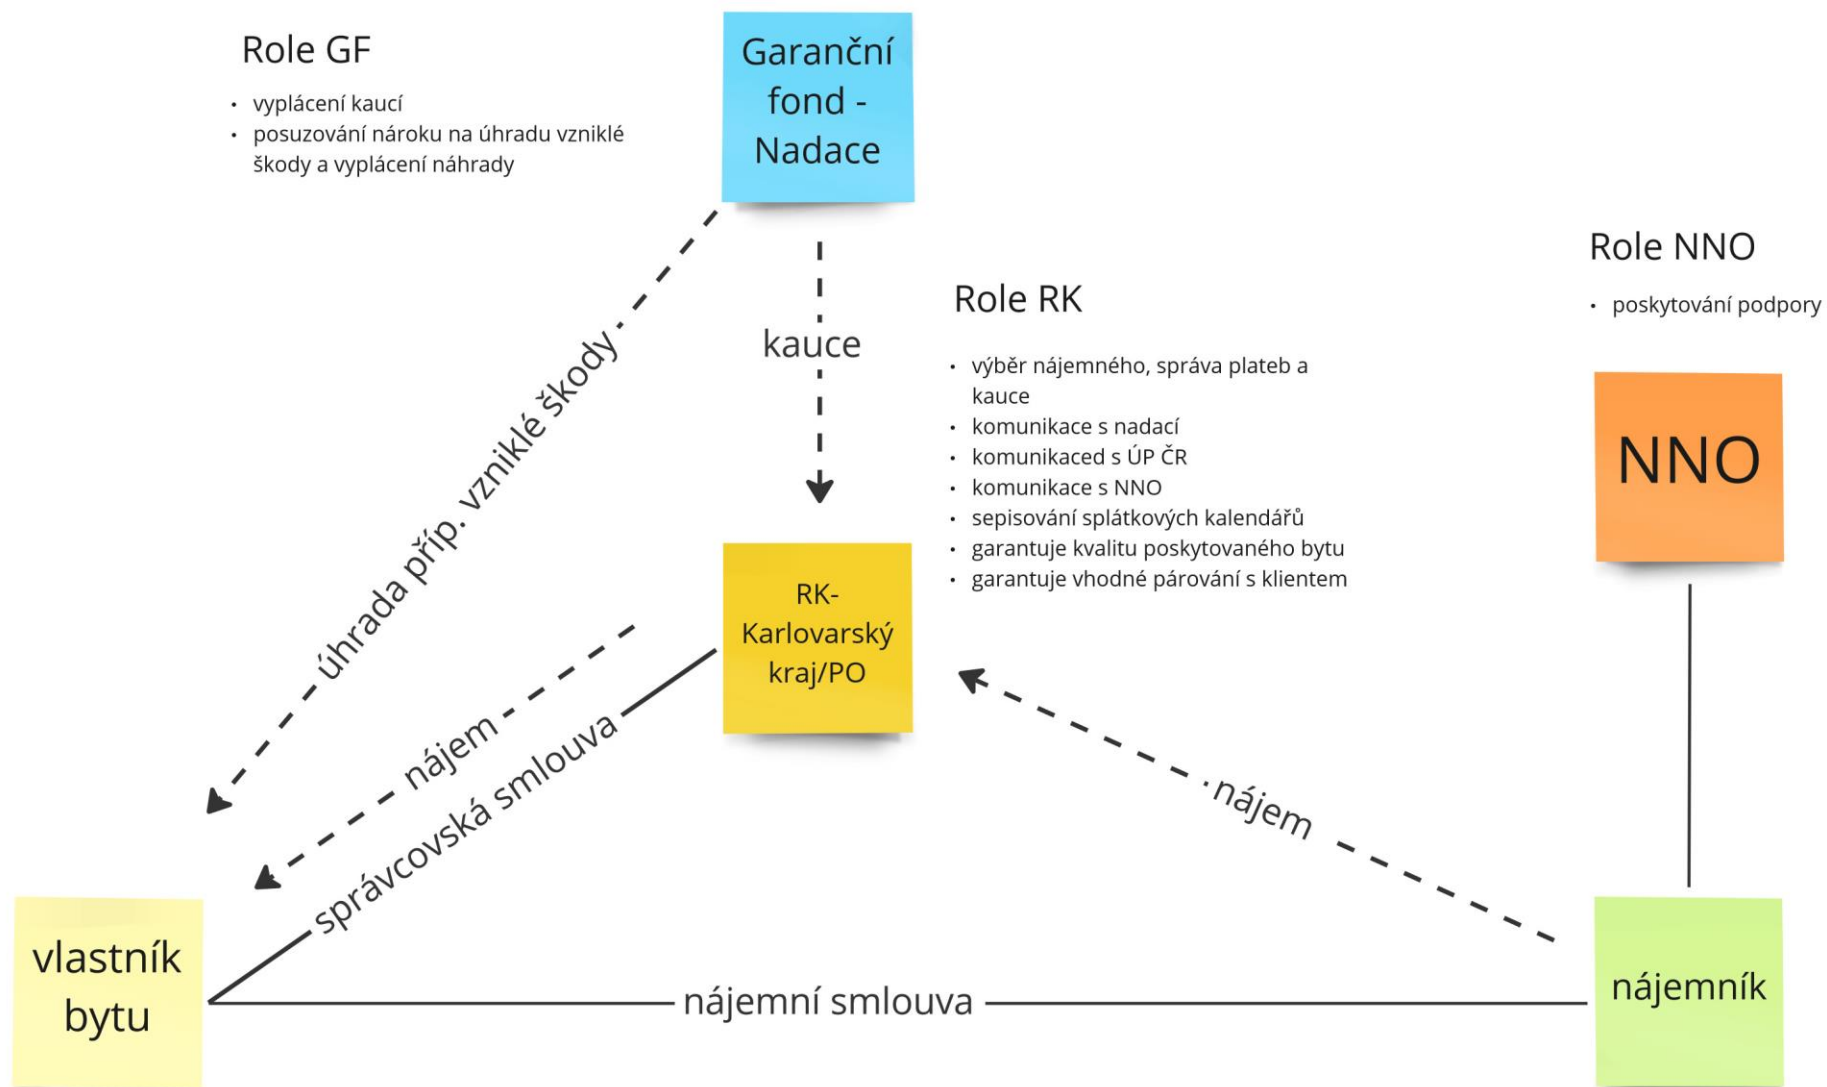 Role GF
• vyplácení kaucí
• posuzování nároku na úhradu vzniklé
škody a vyplácení náhrady
Garanční
fond -
Nadace
Role NNO
• poskytování podpory
NNO
kauce
Role RK
• výběr nájemného, správa plateb a
kauce
• komunikace s nadací
• komunikaced s ÚP ČR
• komunikace s NNO
• sepisování splátkových kalendářů
• garantuje kvalitu poskytovaného bytu
• garantuje vhodné párování s klientem
úhrada příp. vzniklé škody
RK-
Karlovarský
kraj/PO
nájem
správcovská smlouva
nájem
vlastník
bytu
nájemní smlouva
nájemník